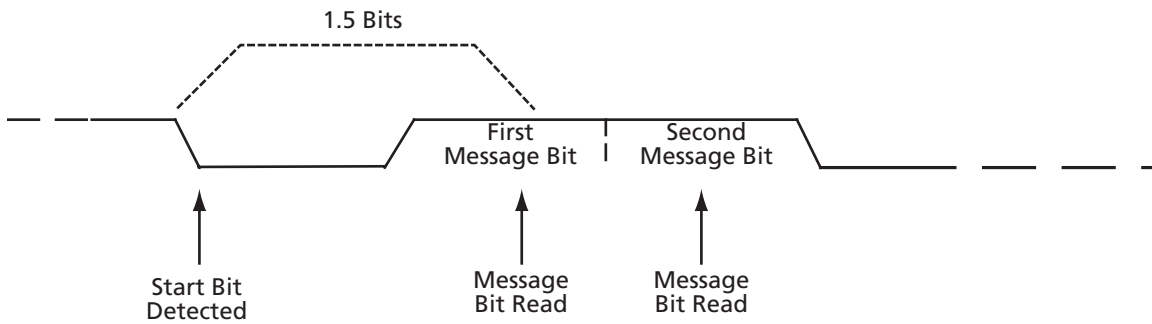 1.5 Bits
First
Message Bit
Second
Message Bit
Start Bit
Detected
Message
Bit Read
Message
Bit Read